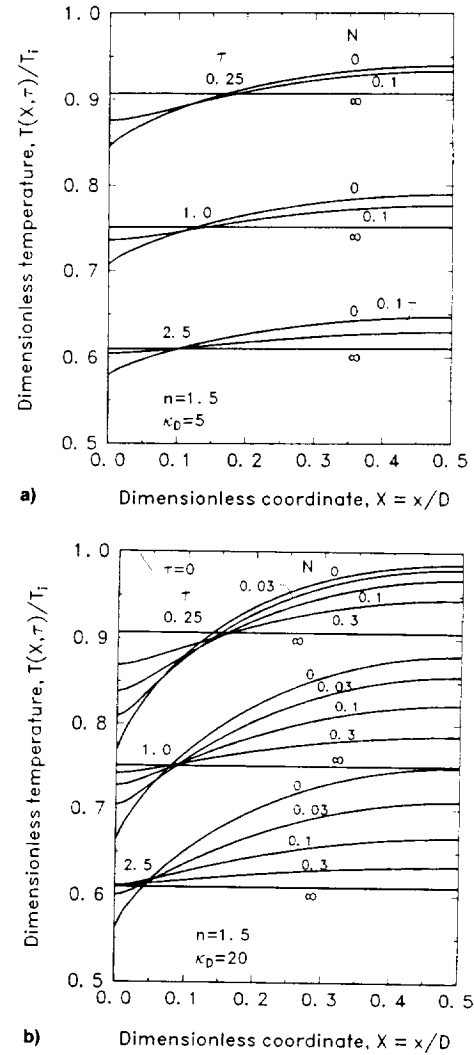 Dimensionless temperature, T(X,τ)/Tᵢ
1.0
0.9
0.8
0.7
0.6
0.5
τ
N
0.25
0
0.1
∞
1.0
0
0.1
∞
2.5
0
0.1
∞
n=1.5
κD=5
0.0 0.1 0.2 0.3 0.4 0.5
a)
Dimensionless coordinate, X = x/D
Dimensionless temperature, T(X,τ)/Tᵢ
1.0
0.9
0.8
0.7
0.6
0.5
τ=0
N
τ
0.25
0.03
0
0.1
0.3
∞
1.0
0
0.03
0.1
0.3
∞
2.5
0
0.03
0.1
0.3
∞
n=1.5
κD=20
0.0 0.1 0.2 0.3 0.4 0.5
b)
Dimensionless coordinate, X = x/D